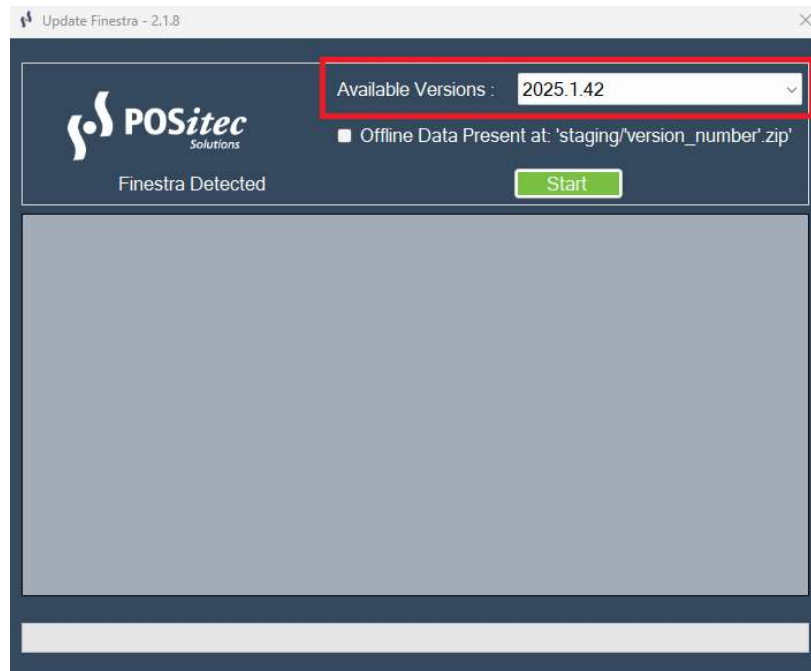 Update Finestra - 2.1.8
Available Versions : 2025.1.42
POSitec
Solutions
Offline Data Present at: 'staging/'version_number'.zip'
Finestra Detected
Start